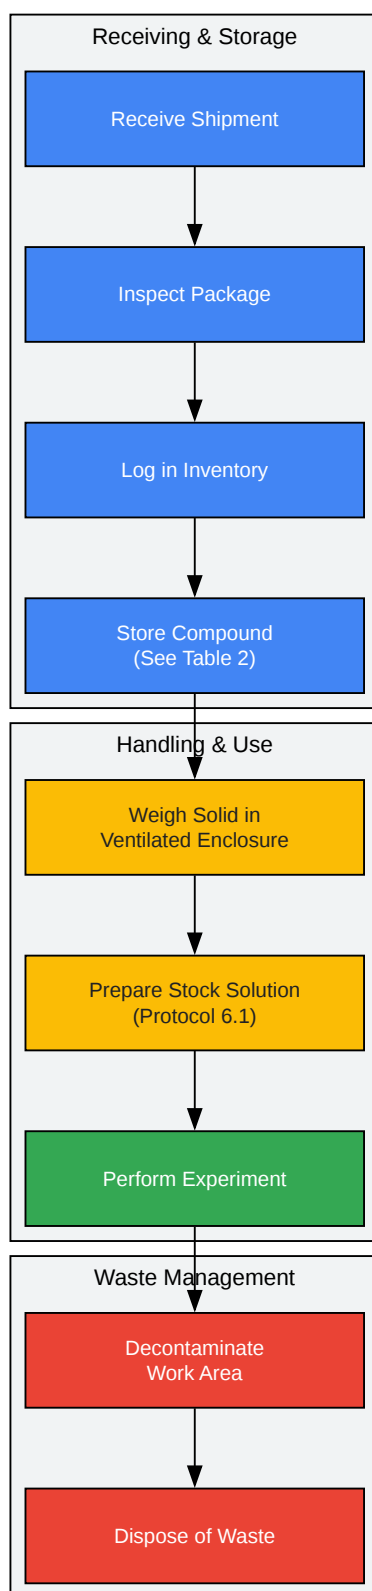 Receiving & Storage
Receive Shipment
Inspect Package
Log in Inventory
Store Compound
(See Table 2)
Handling & Use
Weigh Solid in
Ventilated Enclosure
Prepare Stock Solution
(Protocol 6.1)
Perform Experiment
Waste Management
Decontaminate
Work Area
Dispose of Waste